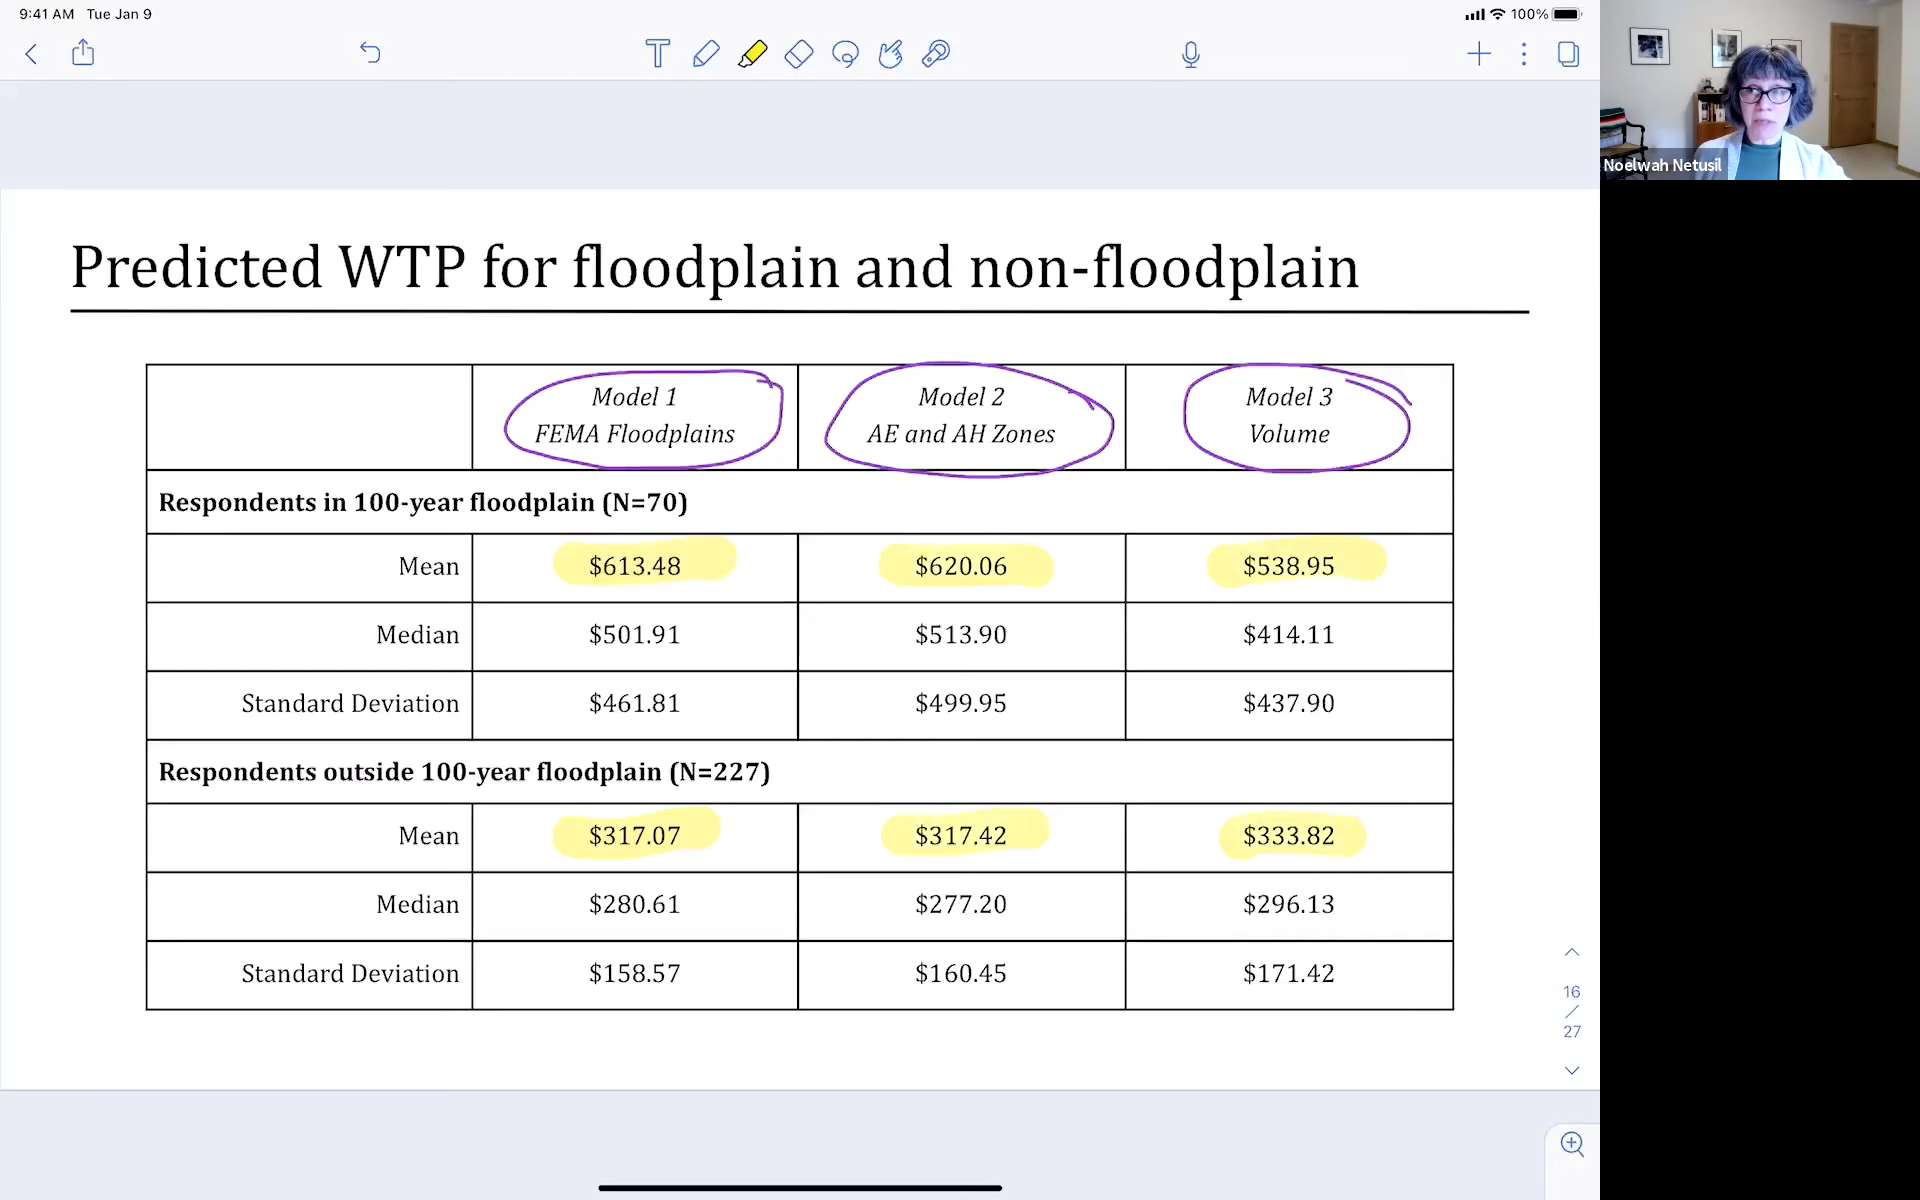 9:41 AM Tue Jan 9
100%
Noelwah Netusil
Predicted WTP for floodplain and non-floodplain
Model 1 Model 2 Model 3
FEMA Floodplains AE and AH Zones Volume
Respondents in 100-year floodplain (N=70)
Mean $613.48 $620.06 $538.95
Median $501.91 $513.90 $414.11
Standard Deviation $461.81 $499.95 $437.90
Respondents outside 100-year floodplain (N=227)
Mean $317.07 $317.42 $333.82
Median $280.61 $277.20 $296.13
Standard Deviation $158.57 $160.45 $171.42
16
/
27